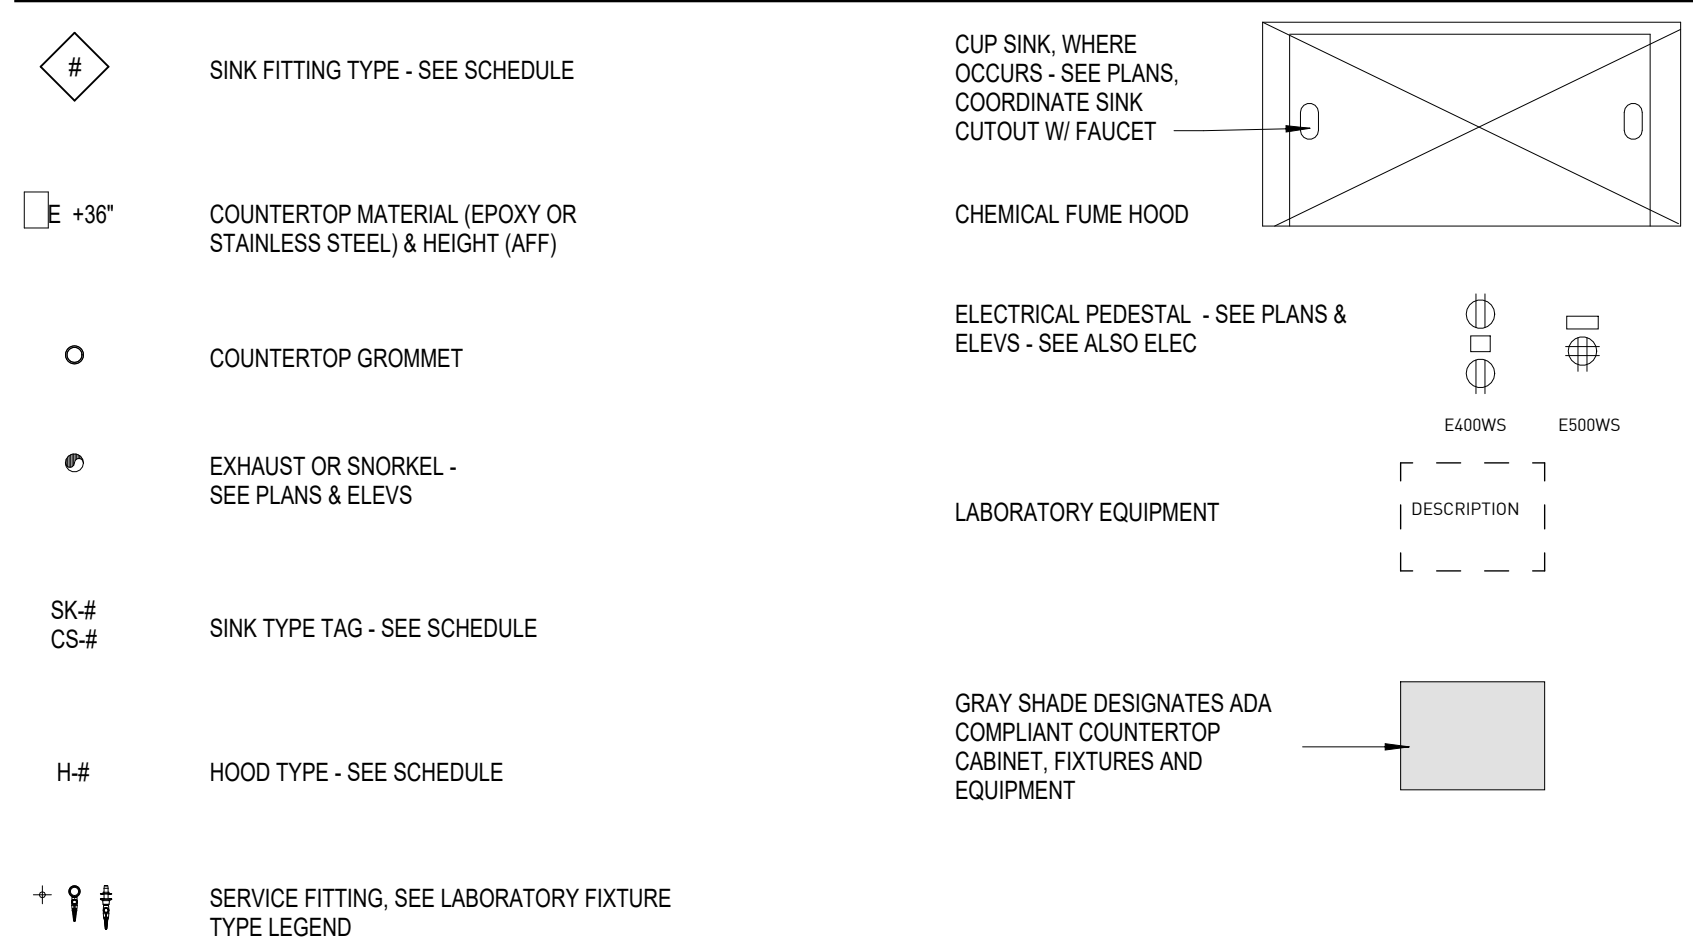 #
SINK FITTING TYPE - SEE SCHEDULE
E +36"
COUNTERTOP MATERIAL (EPOXY OR
STAINLESS STEEL) & HEIGHT (AFF)
COUNTERTOP GROMMET
EXHAUST OR SNORKEL -
SEE PLANS & ELEVS
SK-#
CS-#
SINK TYPE TAG - SEE SCHEDULE
H-#
HOOD TYPE - SEE SCHEDULE
SERVICE FITTING, SEE LABORATORY FIXTURE
TYPE LEGEND
CUP SINK, WHERE
OCCURS - SEE PLANS,
COORDINATE SINK
CUTOUT W/ FAUCET
CHEMICAL FUME HOOD
ELECTRICAL PEDESTAL - SEE PLANS &
ELEVS - SEE ALSO ELEC
E400WS
E500WS
LABORATORY EQUIPMENT
DESCRIPTION
GRAY SHADE DESIGNATES ADA
COMPLIANT COUNTERTOP
CABINET, FIXTURES AND
EQUIPMENT